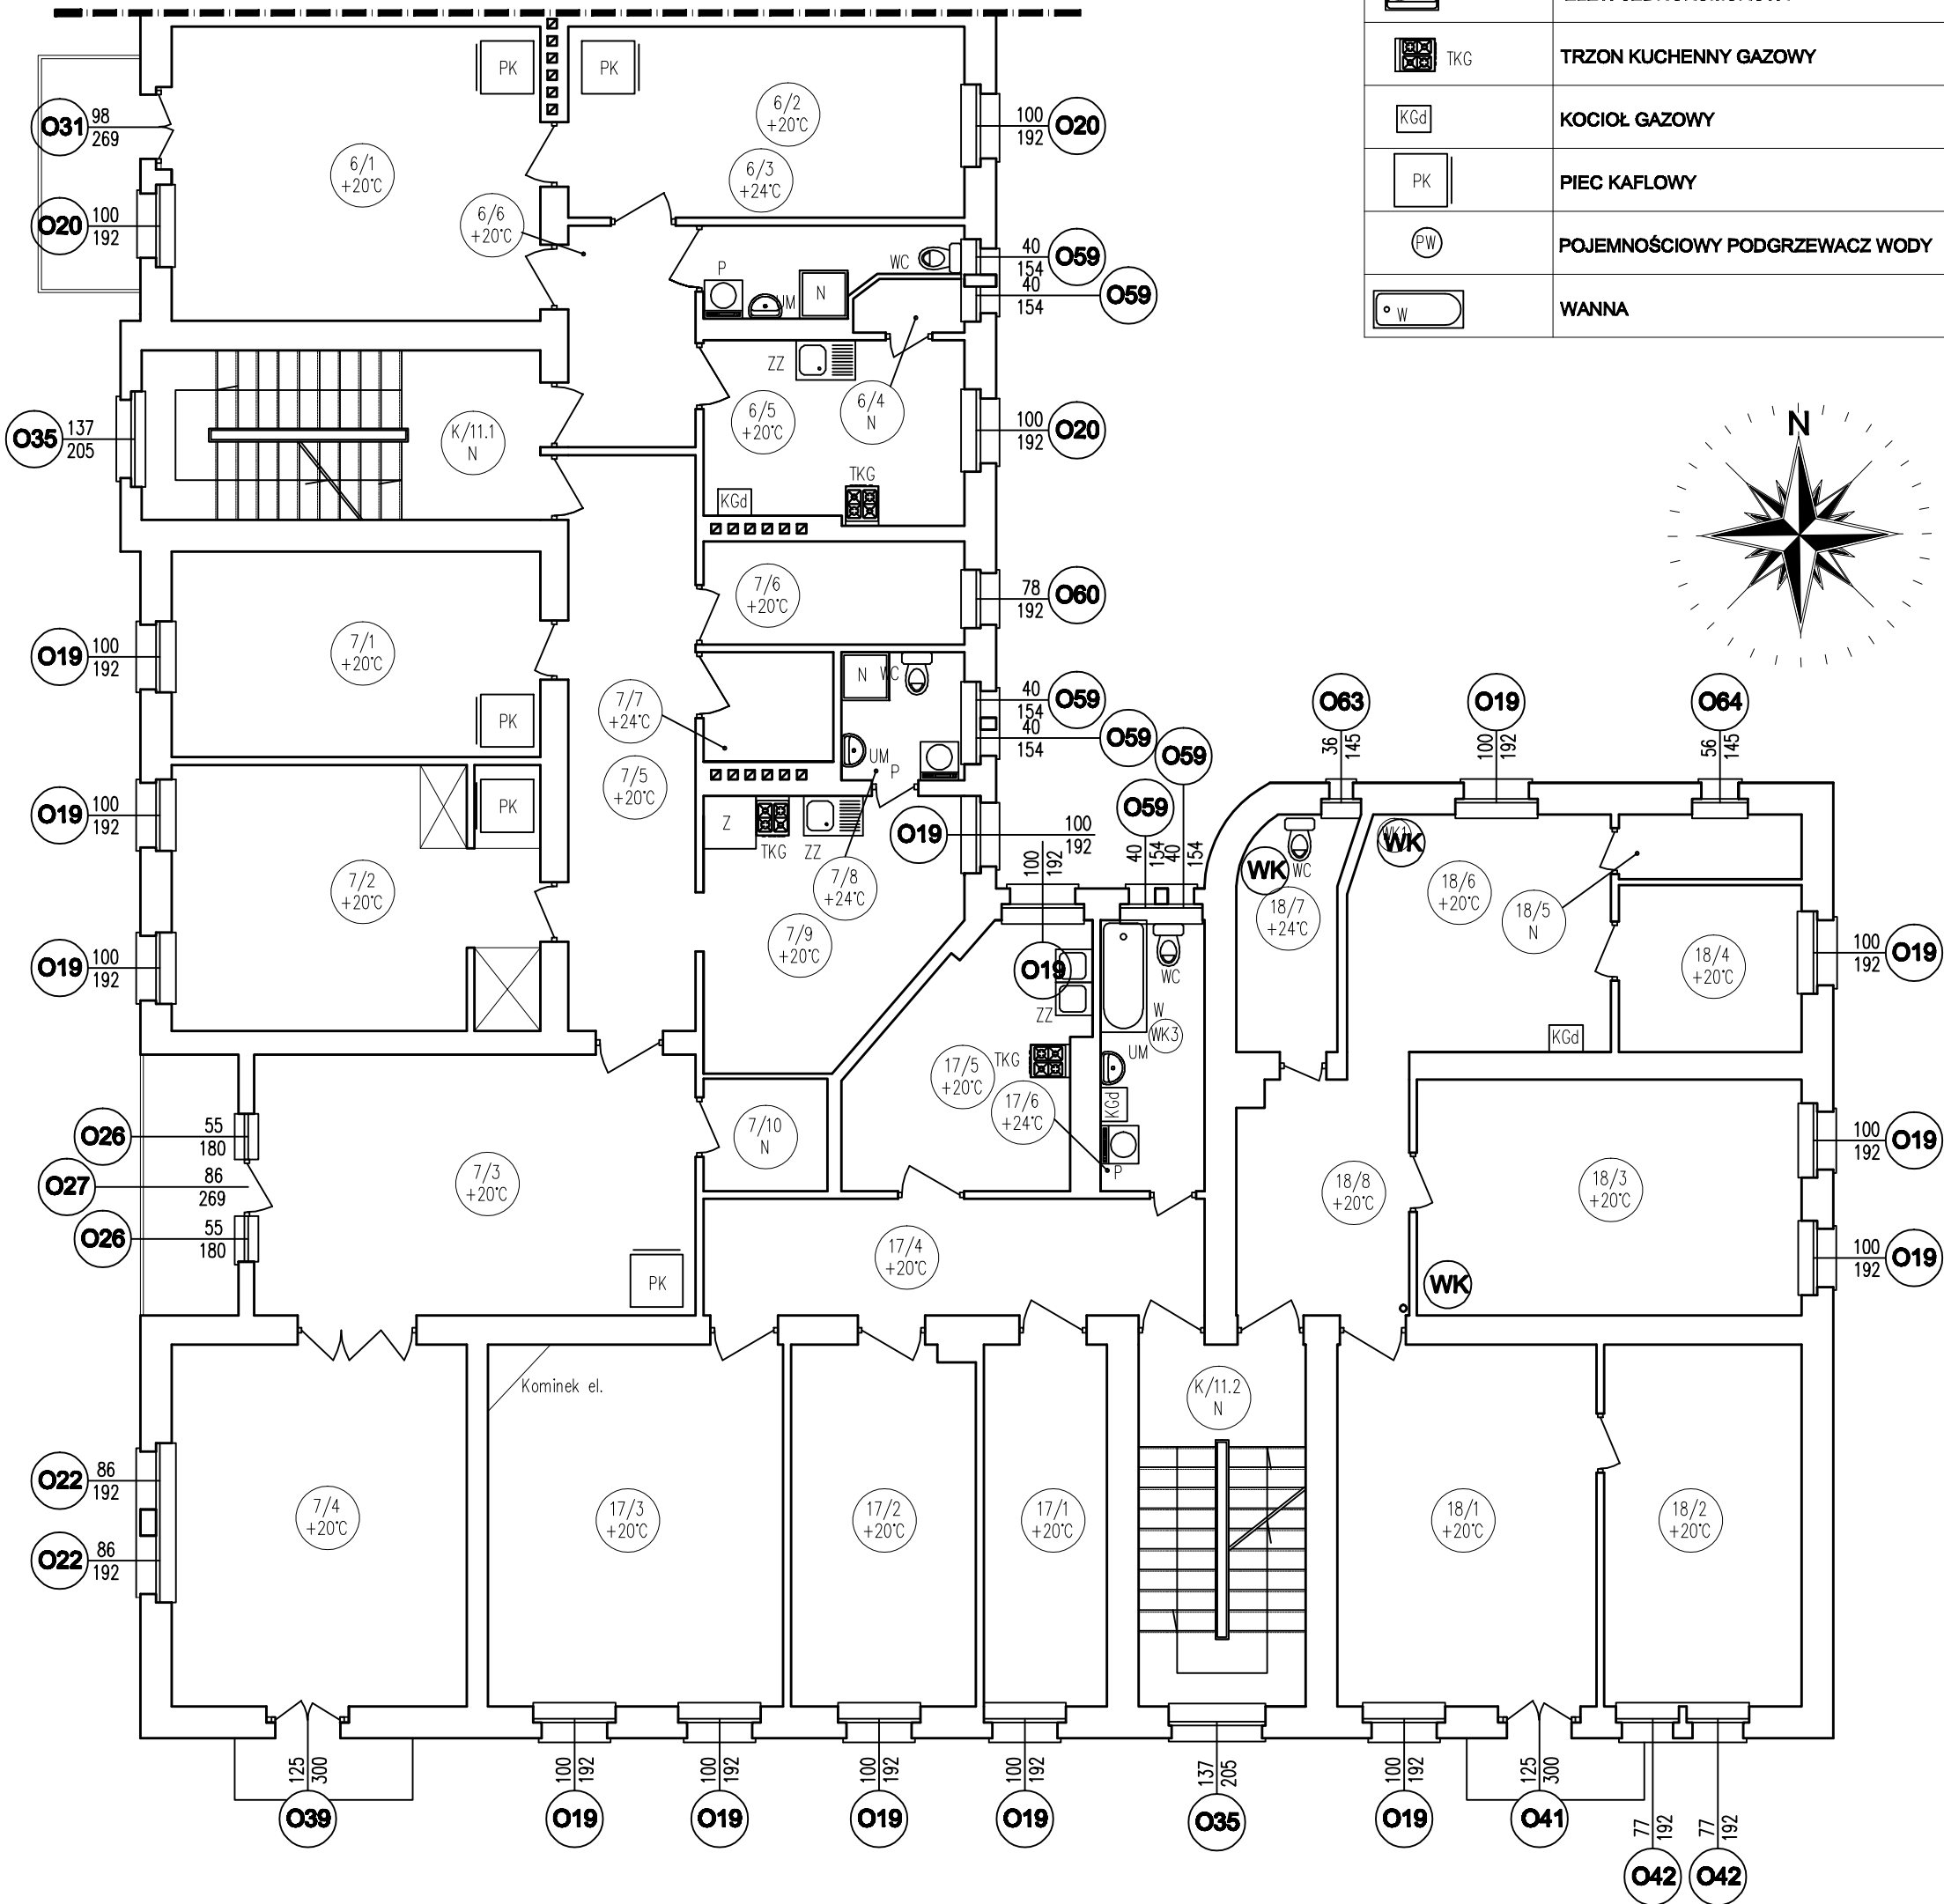 TKG
TRZON KUCHENNY GAZOWY
KGd
KOCIOŁ GAZOWY
PK
PIEC KAFLOWY
PW
POJEMNOŚCIOWY PODGRZEWACZ WODY
W
WANNA
N
PK
PK
O31
98
269
6/1
+20°C
6/2
+20°C
100
192
O20
6/3
+24°C
6/6
+20°C
O20
100
192
P
UM
N
WC
40
154
O59
40
154
O59
O35
137
205
K/11.1
N
ZZ
6/5
+20°C
6/4
N
100
192
O20
TKG
KGd
7/6
+20°C
78
192
O60
O19
100
192
7/1
+20°C
PK
7/7
+24°C
N
WC
UM
P
40
154
O59
40
154
O59
O59
O59
40
154
40
154
O63
36
145
O19
100
192
O64
56
145
O19
100
192
PK
7/5
+20°C
Z
TKG
ZZ
O19
100
192
100
192
O19
7/2
+20°C
7/8
+24°C
7/9
+20°C
O19
100
192
ZZ
WC
W
WK3
UM
KGd
P
TKG
17/5
+20°C
17/6
+24°C
WK
WC
18/7
+24°C
WK
18/6
+20°C
18/5
N
18/4
+20°C
100
192
O19
KGd
O26
55
180
O27
86
269
O26
55
180
7/3
+20°C
7/10
N
PK
17/4
+20°C
18/8
+20°C
18/3
+20°C
100
192
O19
100
192
O19
WK
Kominek el.
K/11.2
N
O22
86
192
O22
86
192
7/4
+20°C
17/3
+20°C
17/2
+20°C
17/1
+20°C
18/1
+20°C
18/2
+20°C
125
300
O39
100
192
O19
100
192
O19
100
192
O19
100
192
O19
137
205
O35
100
192
O19
125
300
O41
77
192
O42
77
192
O42